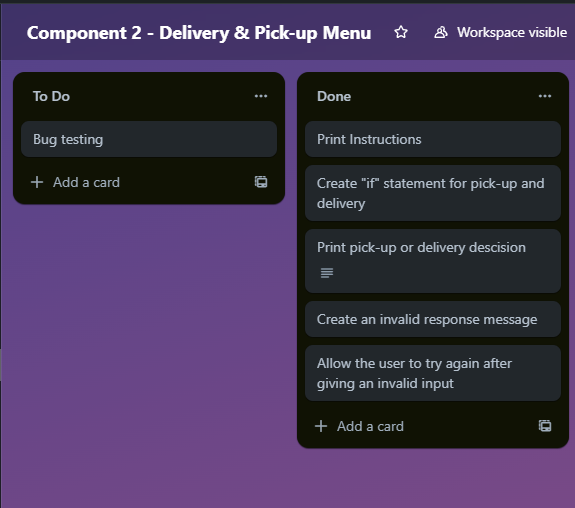 Component 2 - Delivery & Pick-up Menu
Workspace visible
To Do
Bug testing
Add a card
Done
Print Instructions
Create "if" statement for pick-up and
delivery
Print pick-up or delivery descision
Create an invalid response message
Allow the user to try again after
giving an invalid input
Add a card